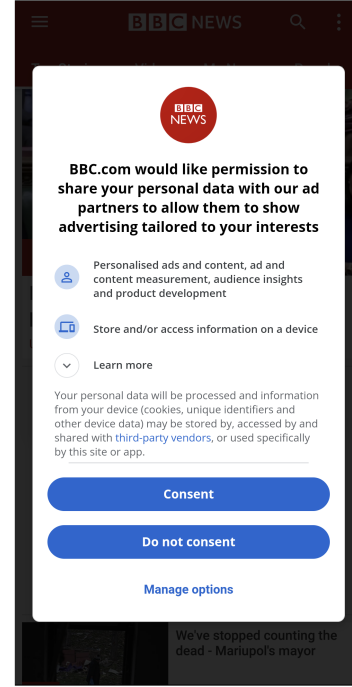 BBC NEWS
BBC
NEWS
BBC.com would like permission to
share your personal data with our ad
partners to allow them to show
advertising tailored to your interests
Personalised ads and content, ad and
content measurement, audience insights
and product development
Store and/or access information on a device
Learn more
Your personal data will be processed and information
from your device (cookies, unique identifiers and
other device data) may be stored by, accessed by and
shared with third-party vendors, or used specifically
by this site or app.
Consent
Do not consent
Manage options
We've stopped counting the
dead - Mariupol's mayor